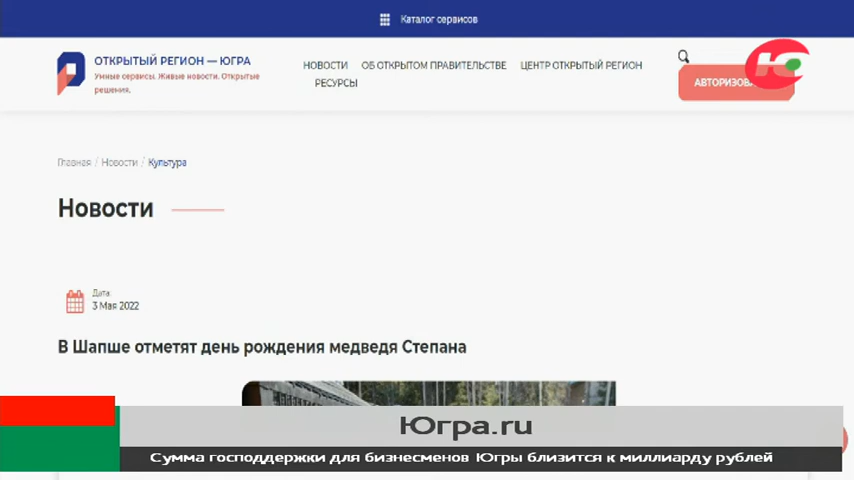 Каталог сервисов
ОТКРЫТЫЙ РЕГИОН — ЮГРА
Умные сервисы. Живые новости. Открытые
решения.
НОВОСТИ ОБ ОТКРЫТОМ ПРАВИТЕЛЬСТВЕ ЦЕНТР ОТКРЫТЫЙ РЕГИОН
РЕСУРСЫ
Ю
Главная / Новости / Культура
Новости
Дата
3 Мая 2022
В Шапше отметят день рождения медведя Степана
Югра.ru
Сумма господдержки для бизнесменов Югры близится к миллиарду рублей